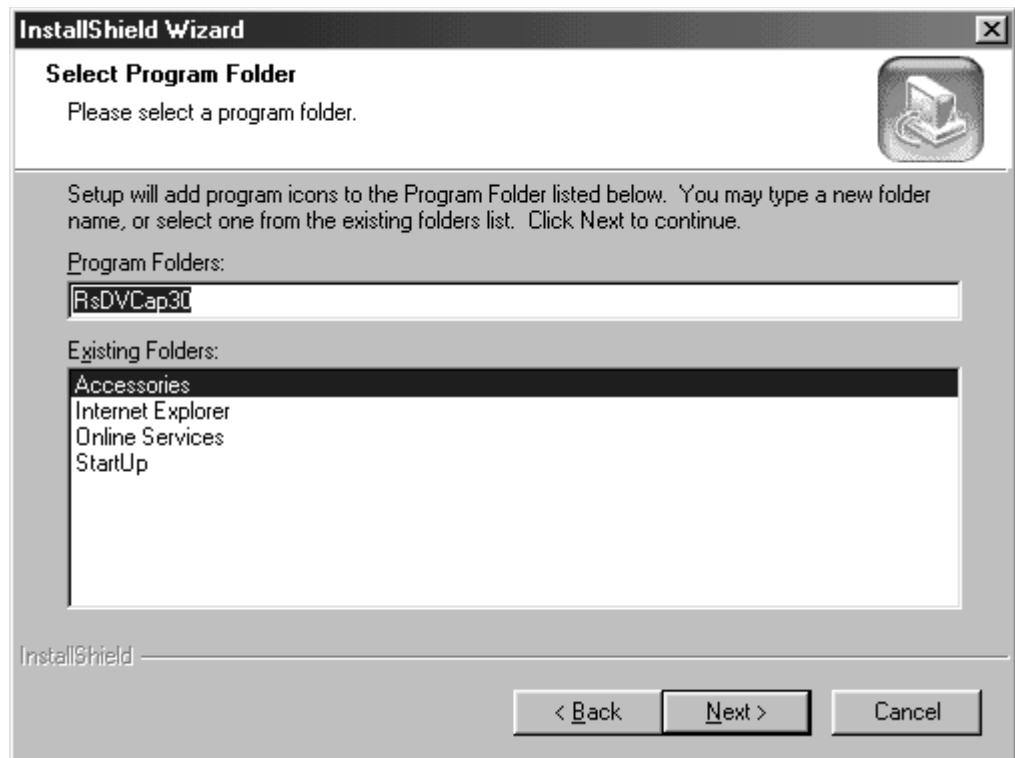 InstallShield Wizard
Select Program Folder
Please select a program folder.
Setup will add program icons to the Program Folder listed below. You may type a new folder
name, or select one from the existing folders list. Click Next to continue.
Program Folders:
RsDVCap30
Existing Folders:
Accessories
Internet Explorer
Online Services
StartUp
InstallShield
< Back
Next >
Cancel